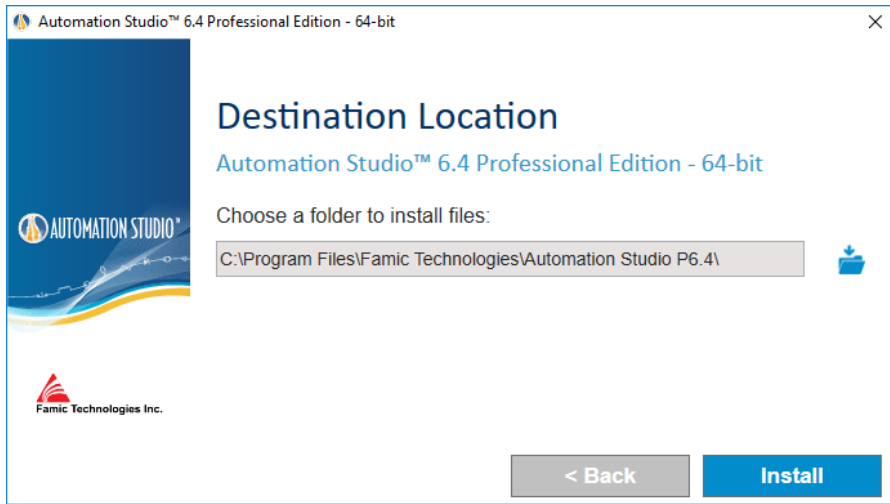 Automation Studio™ 6.4 Professional Edition - 64-bit
Destination Location
Automation Studio™ 6.4 Professional Edition - 64-bit
Choose a folder to install files:
C:\Program Files\Famic Technologies\Automation Studio P6.4\
AUTOMATION STUDIO™
Famic Technologies Inc.
< Back
Install